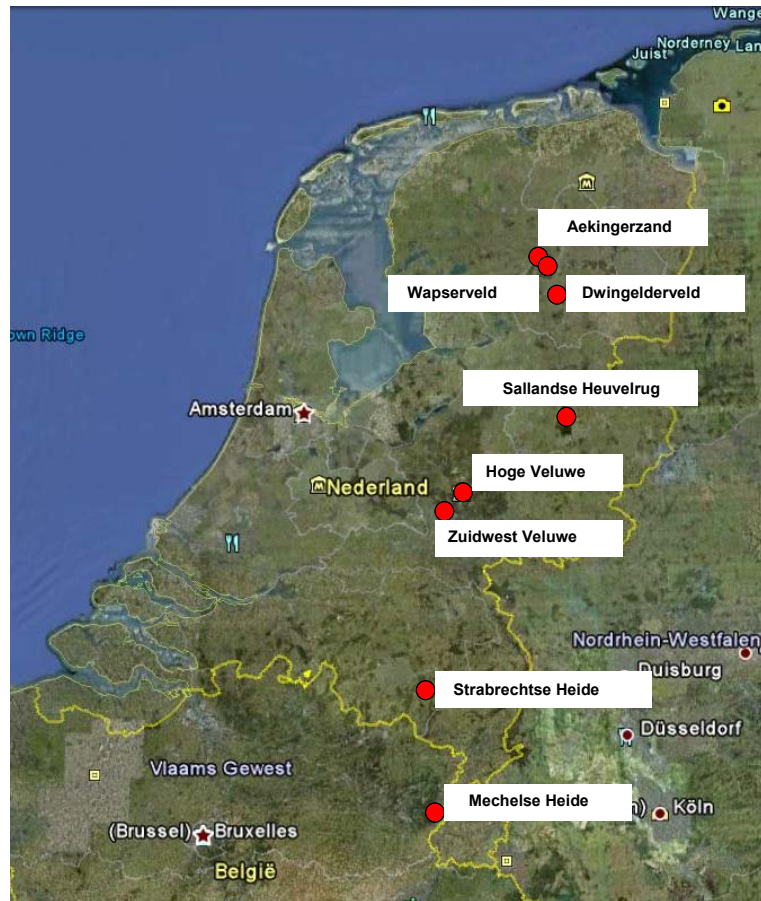 Wange
Norderney Lan
Juist
Aekingerzand
Wapserveld
Dwingelderveld
own Ridge
Sallandse Heuvelrug
Amsterdam
Hoge Veluwe
Nederland
Zuidwest Veluwe
Nordrhein-Westfalen
Duisburg
Strabrechtse Heide
Düsseldorf
Vlaams Gewest
Mechelse Heide
n) Köln
(Brussel) Bruxelles
België